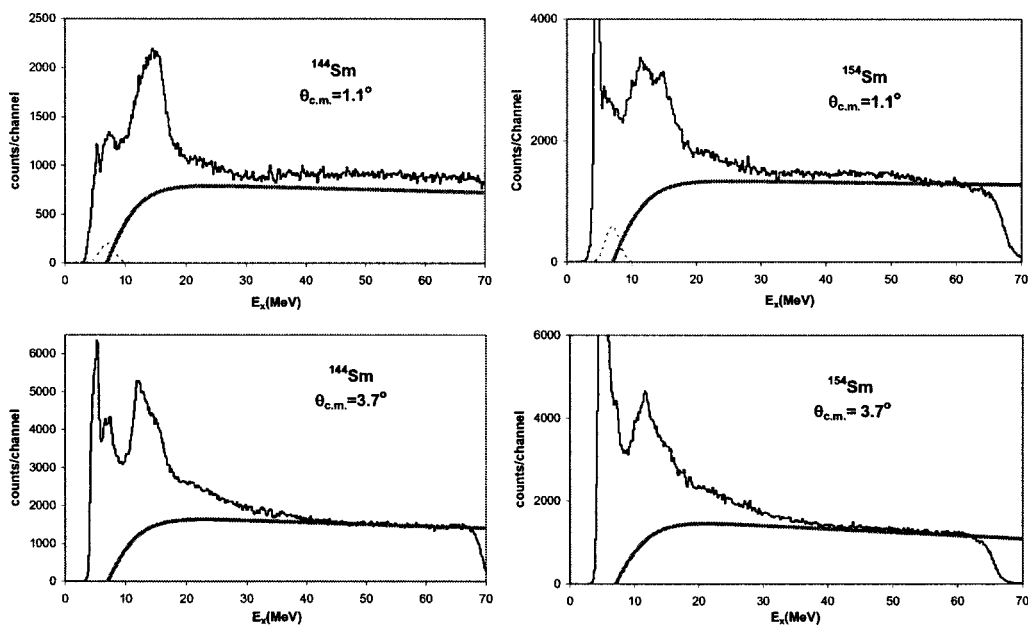 2500
2000
1500
1000
500
0
counts/channel
144Sm
θc.m.=1.1°
0 10 20 30 40 50 60 70
Ex(MeV)
4000
2000
0
Counts/Channel
154Sm
θc.m.=1.1°
0 10 20 30 40 50 60 70
Ex(MeV)
6000
5000
4000
3000
2000
1000
0
counts/channel
144Sm
θc.m.=3.7°
0 10 20 30 40 50 60 70
Ex(MeV)
6000
4000
2000
0
counts/channel
154Sm
θc.m.= 3.7°
0 10 20 30 40 50 60 70
Ex(MeV)